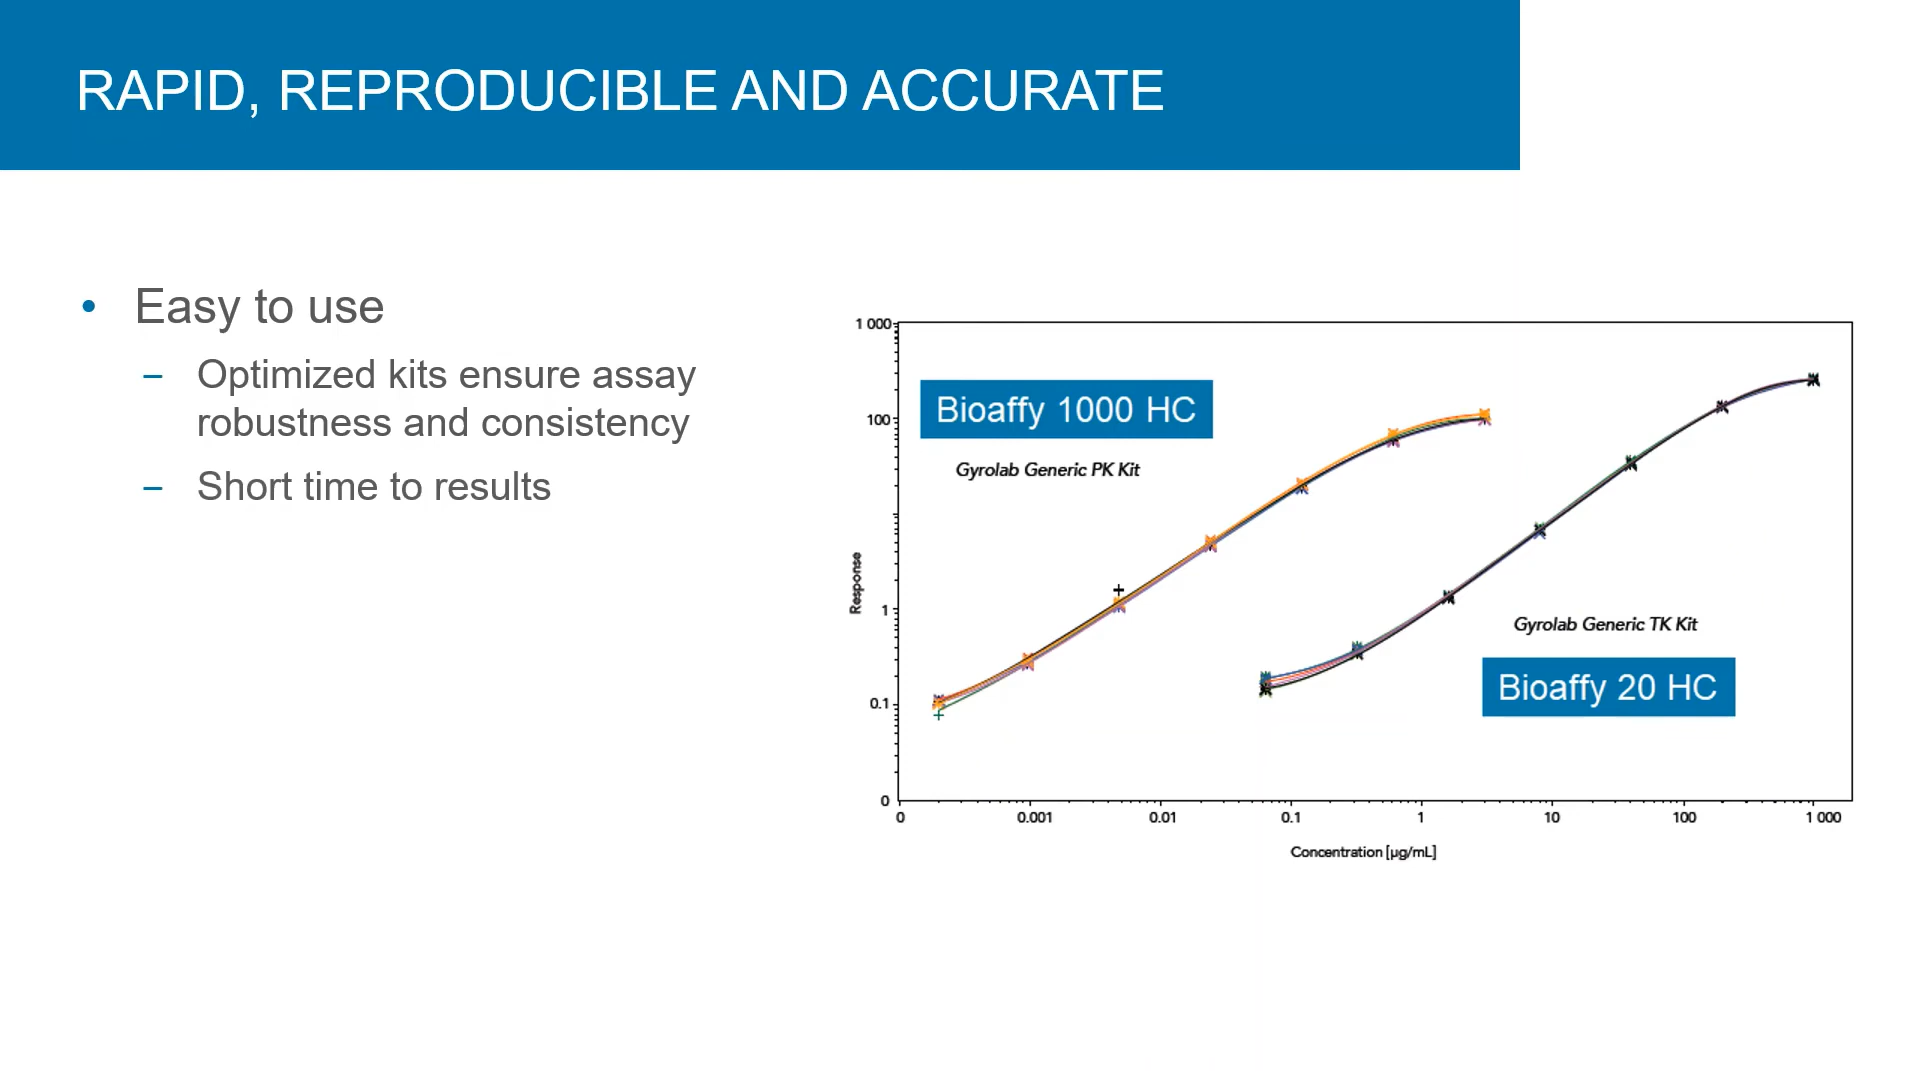 RAPID, REPRODUCIBLE AND ACCURATE
• Easy to use
– Optimized kits ensure assay
robustness and consistency
– Short time to results
1 000
100
1
0.1
0
Response
Bioaffy 1000 HC
Gyrolab Generic PK Kit
Gyrolab Generic TK Kit
Bioaffy 20 HC
0 0.001 0.01 0.1 1 10 100 1 000
Concentration [µg/mL]